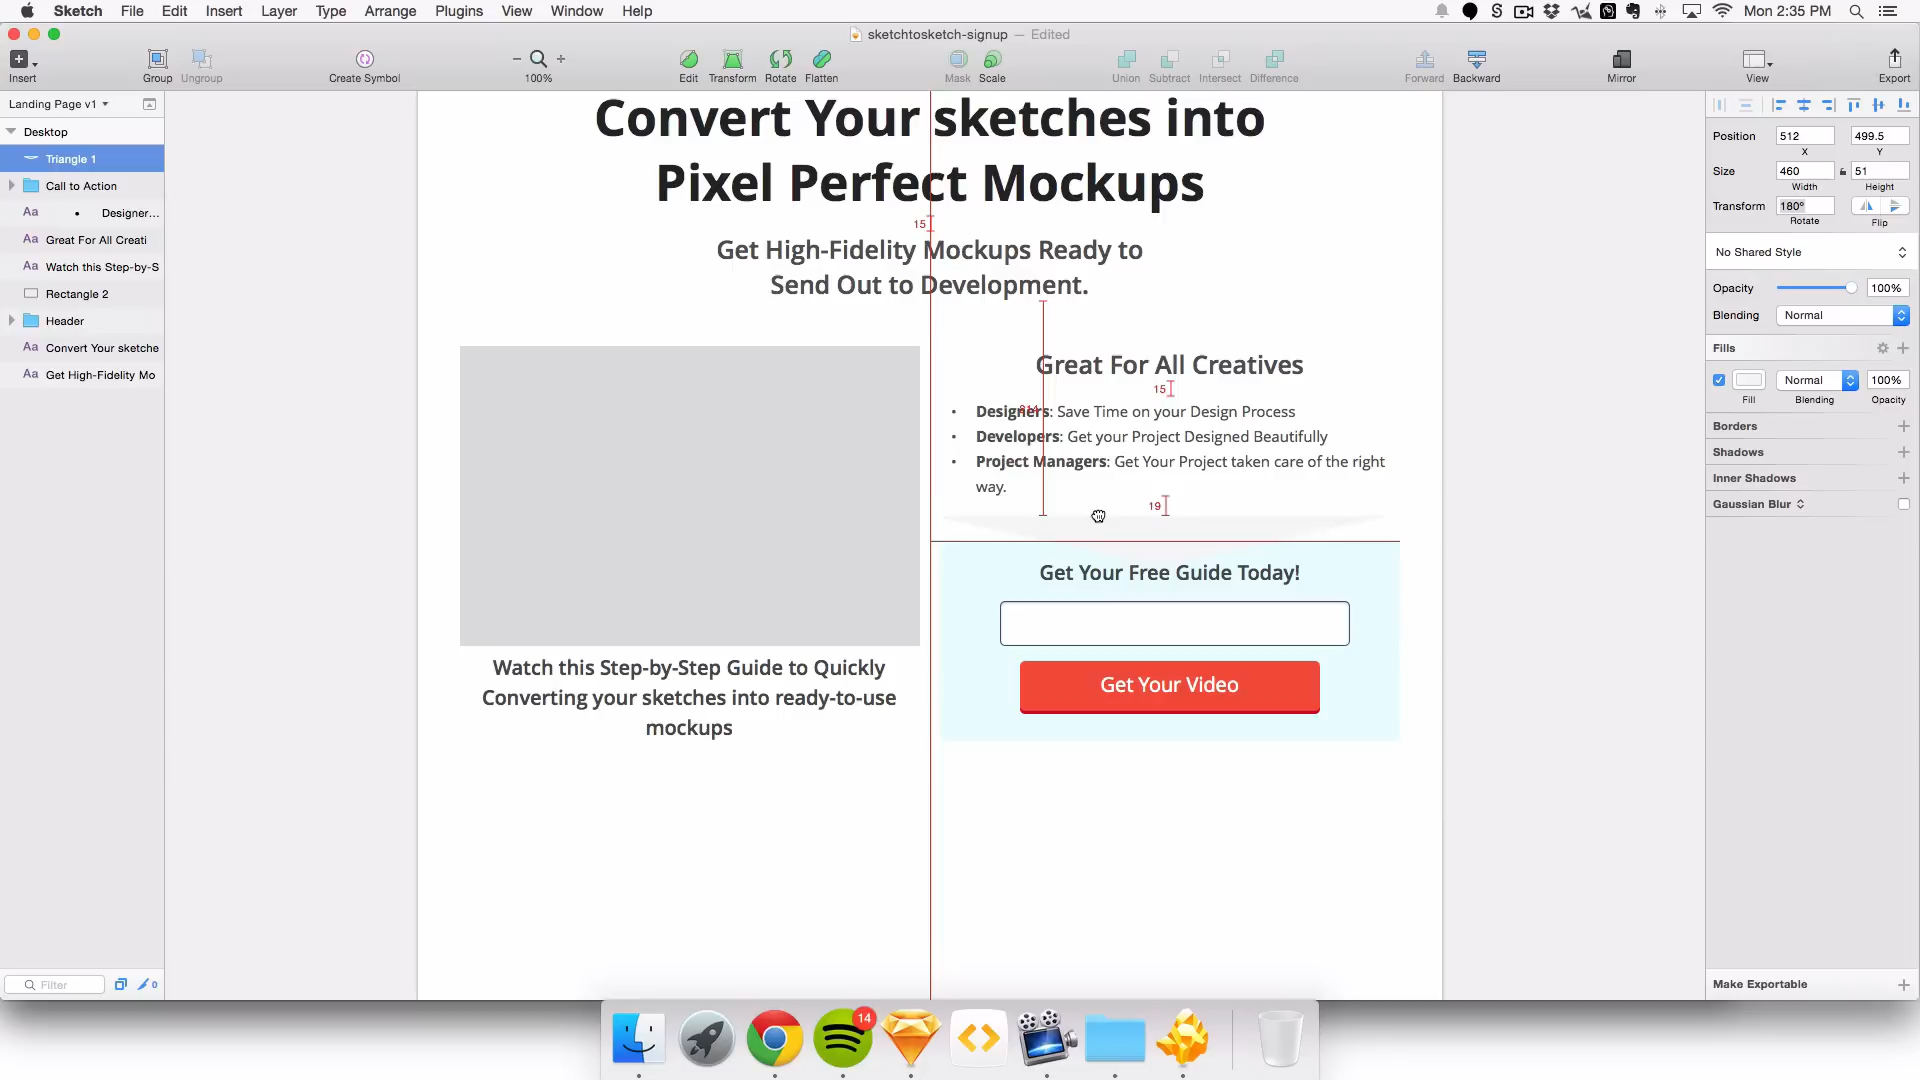 Sketch File Edit Insert Layer Type Arrange Plugins View Window Help Mon 2:35 PM
sketchtosketch-signup — Edited
Insert Group Ungroup Create Symbol 100% Edit Transform Rotate Flatten Mask Scale Union Subtract Intersect Difference Forward Backward Mirror View Export
Landing Page v1
Desktop
Triangle 1
Call to Action
Aa • Designer...
Aa Great For All Creati
Aa Watch this Step-by-S
Rectangle 2
Header
Aa Convert Your sketche
Aa Get High-Fidelity Mo
Filter 0
Convert Your sketches into
Pixel Perfect Mockups
15
Get High-Fidelity Mockups Ready to
Send Out to Development.
Great For All Creatives
15
• Designers: Save Time on your Design Process
• Developers: Get your Project Designed Beautifully
• Project Managers: Get Your Project taken care of the right
way.
19
Get Your Free Guide Today!
Get Your Video
Watch this Step-by-Step Guide to Quickly
Converting your sketches into ready-to-use
mockups
Position 512 499.5
X Y
Size 460 51
Width Height
Transform 180º
Rotate Flip
No Shared Style
Opacity 100%
Blending Normal
Fills
Normal 100%
Fill Blending Opacity
Borders
Shadows
Inner Shadows
Gaussian Blur
Make Exportable
14